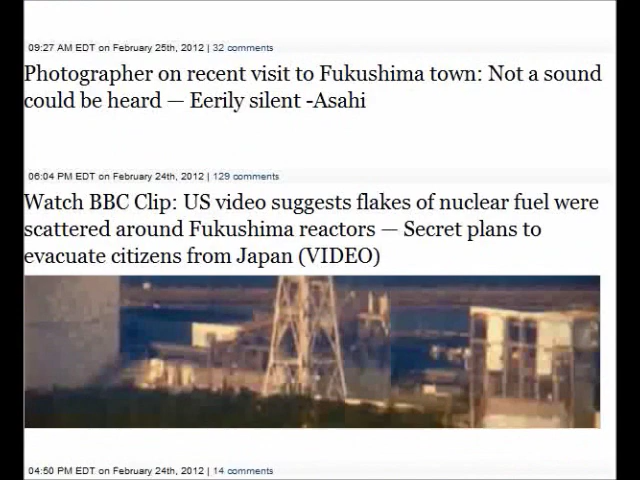 09:27 AM EDT on February 25th, 2012 | 32 comments
Photographer on recent visit to Fukushima town: Not a sound
could be heard — Eerily silent -Asahi
06:04 PM EDT on February 24th, 2012 | 129 comments
Watch BBC Clip: US video suggests flakes of nuclear fuel were
scattered around Fukushima reactors — Secret plans to
evacuate citizens from Japan (VIDEO)
04:50 PM EDT on February 24th, 2012 | 14 comments